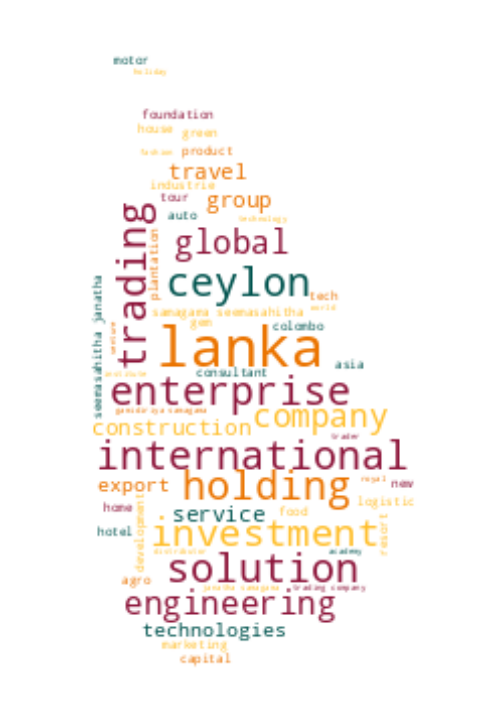 motor
holiday
foundation
house green
fashion product
travel
industrie
tour group
auto technology
trading
global
plantation
ceylon
tech
seemasahitha janatha
samagama seemasahitha world
gem colombo
lanka
asia
institute consultant
enterprise
gamidiriya samagama
company
construction
trader
international
export holding royal new
home logistic
service food
hotel
development
investment
resort
distributor academy
solution
agro
janatha samagama trading company
engineering
technologies
marketing
capital